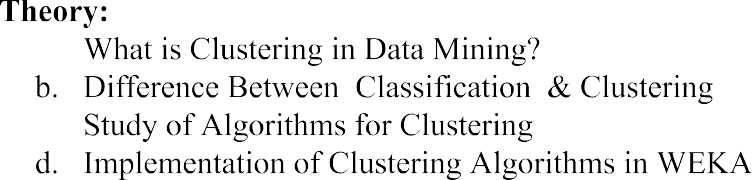 Theory:
What is Clustering in Data Mining?
b. Difference Between Classification & Clustering
Study of Algorithms for Clustering
d. Implementation of Clustering Algorithms in WEKA